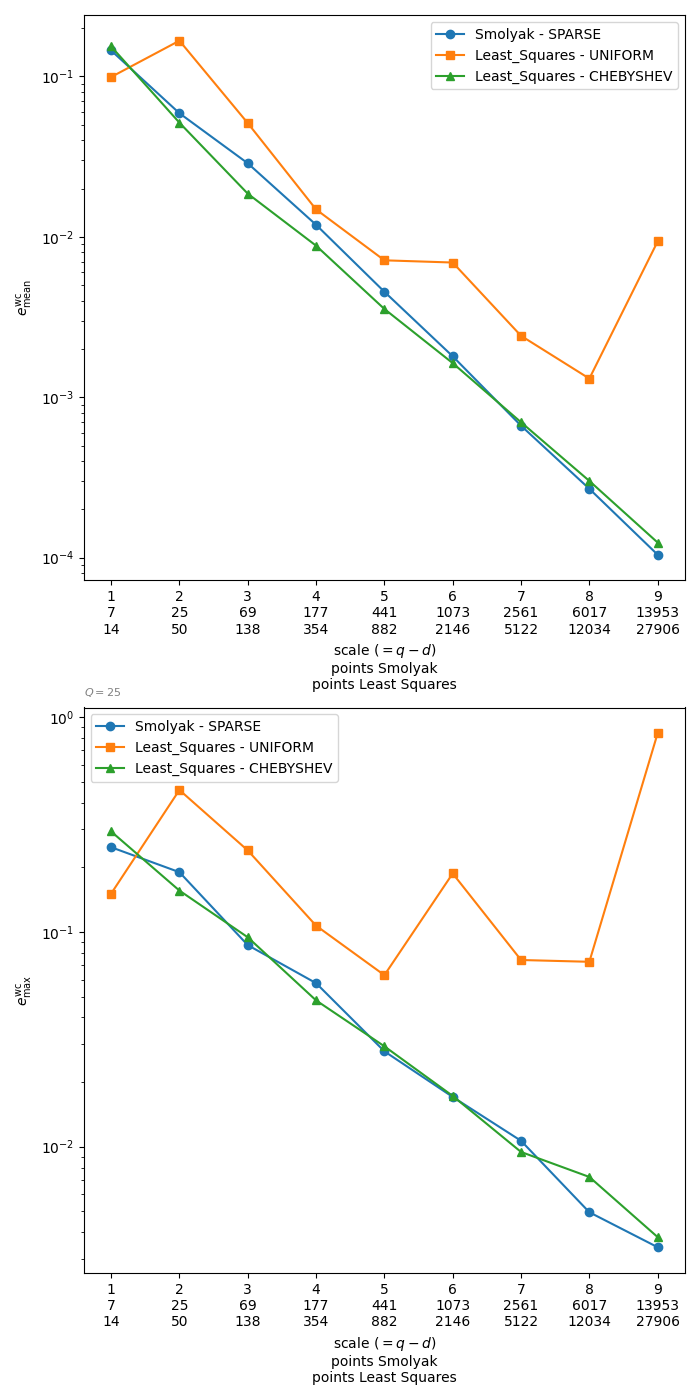 Smolyak - SPARSE
Least_Squares - UNIFORM
Least_Squares - CHEBYSHEV
10⁻¹
10⁻²
10⁻³
10⁻⁴
e^wc_mean
1 2 3 4 5 6 7 8 9
7 25 69 177 441 1073 2561 6017 13953
14 50 138 354 882 2146 5122 12034 27906
scale (= q − d)
points Smolyak
points Least Squares
Q = 25
Smolyak - SPARSE
Least_Squares - UNIFORM
Least_Squares - CHEBYSHEV
10⁰
10⁻¹
10⁻²
e^wc_max
1 2 3 4 5 6 7 8 9
7 25 69 177 441 1073 2561 6017 13953
14 50 138 354 882 2146 5122 12034 27906
scale (= q − d)
points Smolyak
points Least Squares